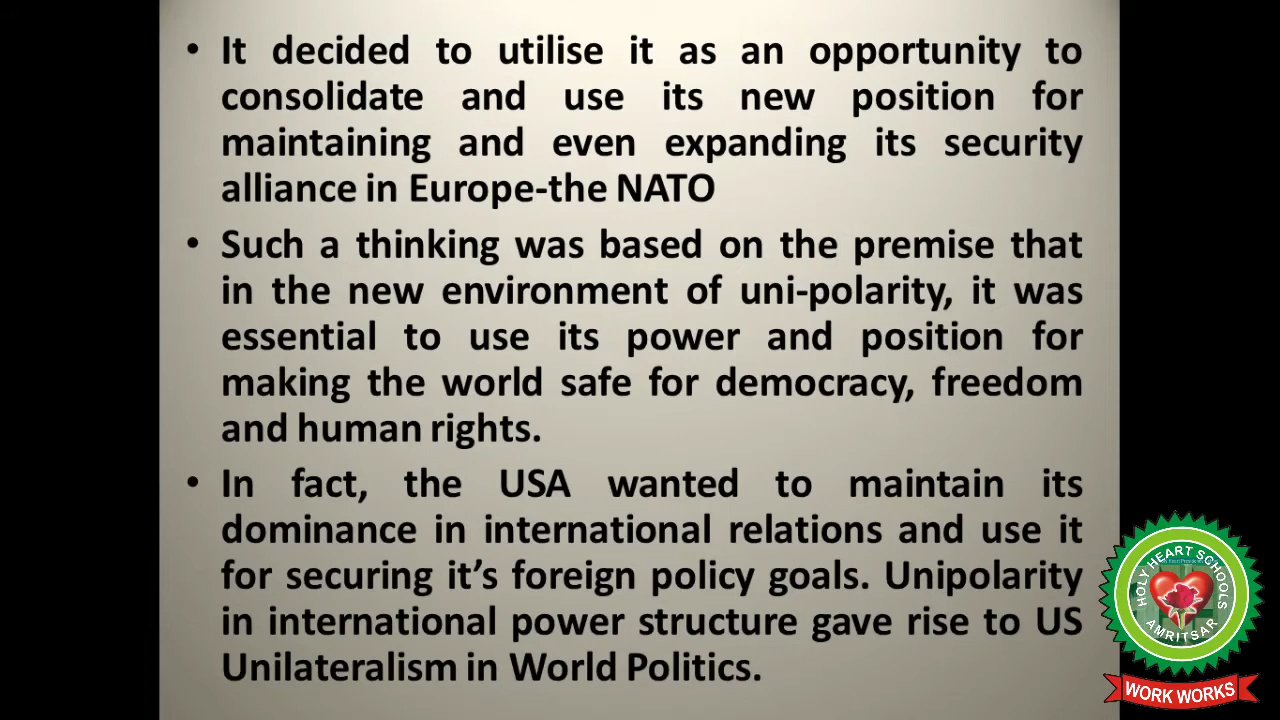 • It decided to utilise it as an opportunity to
consolidate and use its new position for
maintaining and even expanding its security
alliance in Europe-the NATO
• Such a thinking was based on the premise that
in the new environment of uni-polarity, it was
essential to use its power and position for
making the world safe for democracy, freedom
and human rights.
• In fact, the USA wanted to maintain its
dominance in international relations and use it
for securing it’s foreign policy goals. Unipolarity
in international power structure gave rise to US
Unilateralism in World Politics.
HOLY HEART SCHOOLS
AMRITSAR
WORK WORKS